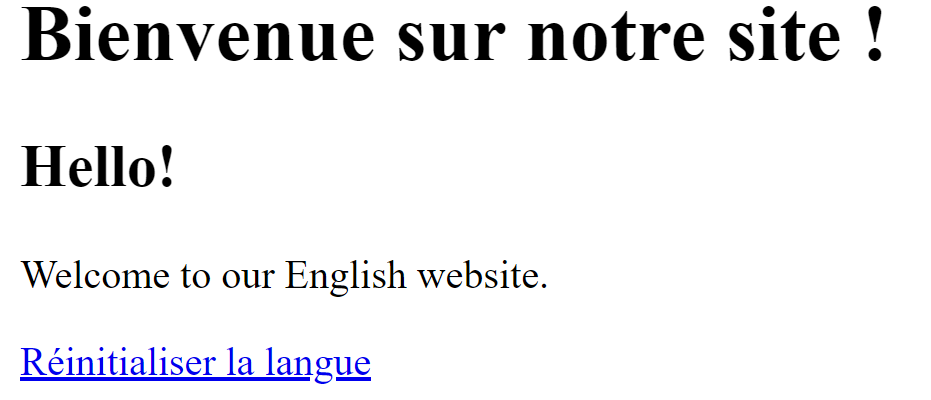 Bienvenue sur notre site !
Hello!
Welcome to our English website.
Réinitialiser la langue